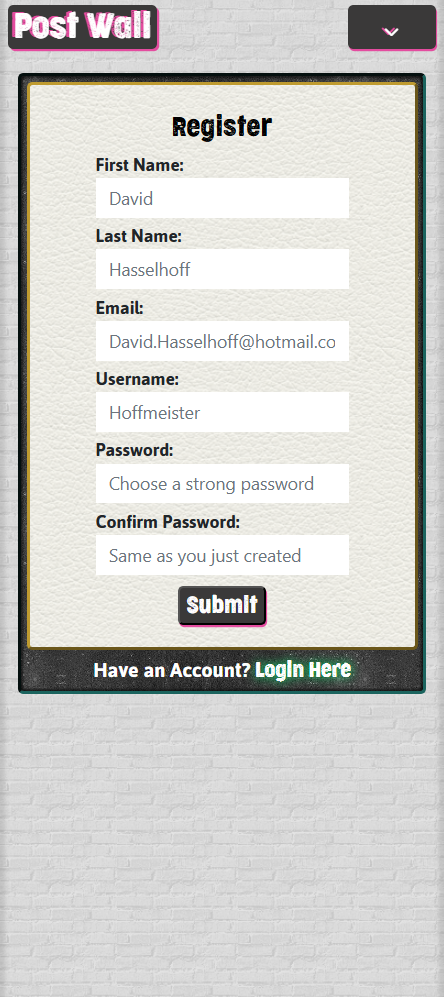 Post Wall
Register
First Name:
David
Last Name:
Hasselhoff
Email:
David.Hasselhoff@hotmail.co
Username:
Hoffmeister
Password:
Choose a strong password
Confirm Password:
Same as you just created
Submit
Have an Account? Login Here